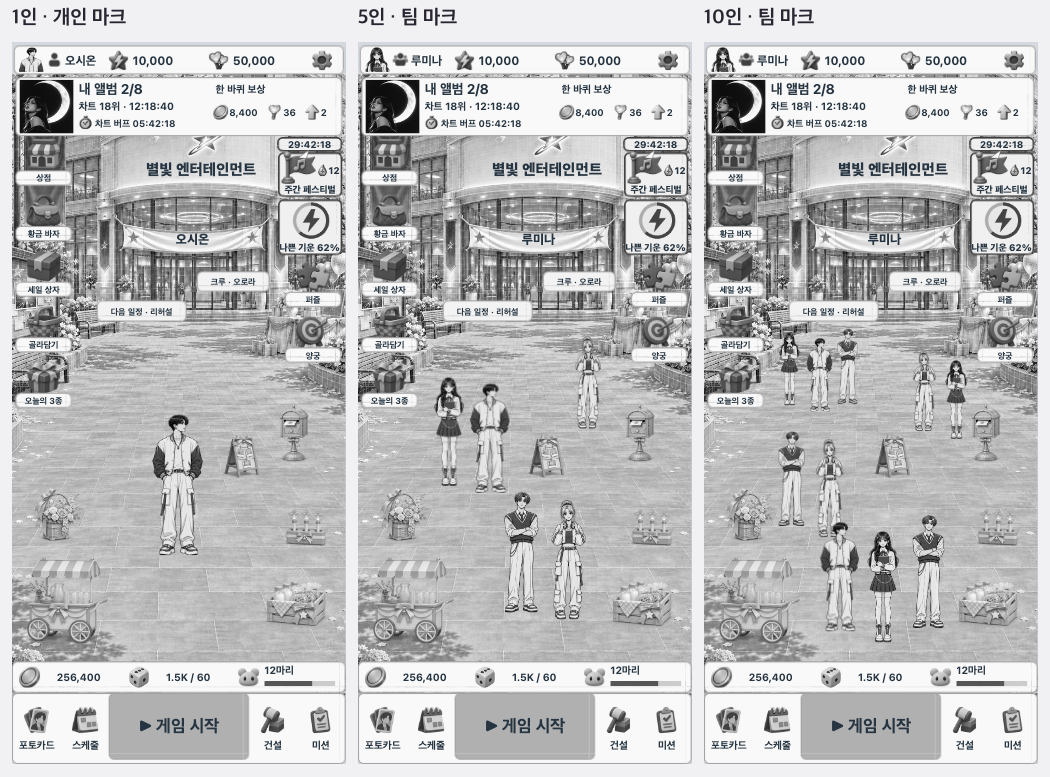 1인 · 개인 마크
오시온
10,000
50,000
내 앨범 2/8
차트 18위 · 12:18:40
차트 버프 05:42:18
한 바퀴 보상
8,400
36
2
29:42:18
12
주간 페스티벌
나쁜 기운 62%
상점
황금 바자
세일 상자
골라담기
오늘의 3종
별빛 엔터테인먼트
오시온
크루 · 오로라
다음 일정 · 리허설
퍼즐
양궁
256,400
1.5K / 60
12마리
포토카드
스케줄
▶ 게임 시작
건설
미션
5인 · 팀 마크
루미나
10,000
50,000
내 앨범 2/8
차트 18위 · 12:18:40
차트 버프 05:42:18
한 바퀴 보상
8,400
36
2
29:42:18
12
주간 페스티벌
나쁜 기운 62%
상점
황금 바자
세일 상자
골라담기
오늘의 3종
별빛 엔터테인먼트
루미나
크루 · 오로라
다음 일정 · 리허설
퍼즐
양궁
256,400
1.5K / 60
12마리
포토카드
스케줄
▶ 게임 시작
건설
미션
10인 · 팀 마크
루미나
10,000
50,000
내 앨범 2/8
차트 18위 · 12:18:40
차트 버프 05:42:18
한 바퀴 보상
8,400
36
2
29:42:18
12
주간 페스티벌
나쁜 기운 62%
상점
황금 바자
세일 상자
골라담기
오늘의 3종
별빛 엔터테인먼트
루미나
크루 · 오로라
다음 일정 · 리허설
퍼즐
양궁
256,400
1.5K / 60
12마리
포토카드
스케줄
▶ 게임 시작
건설
미션